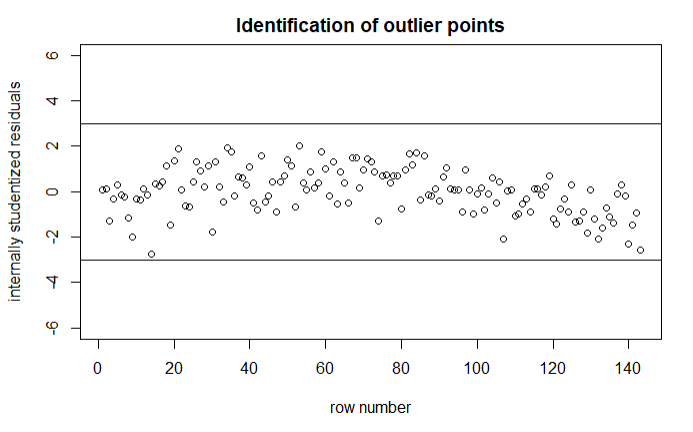 Identification of outlier points
internally studentized residuals
6
4
2
0
-2
-4
-6
0 20 40 60 80 100 120 140
row number